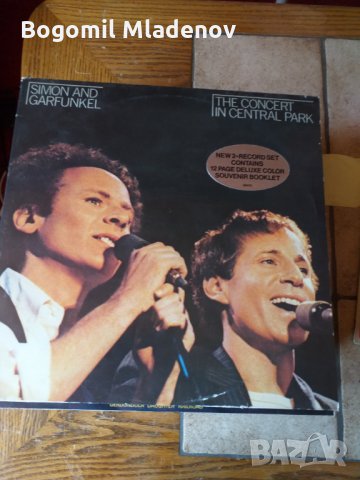 Bogomil Mladenov
SIMON AND
GARFUNKEL
THE CONCERT
IN CENTRAL PARK
NEW 2-RECORD SET
CONTAINS
12 PAGE DELUXE COLOR
SOUVENIR BOOKLET
BAZAR